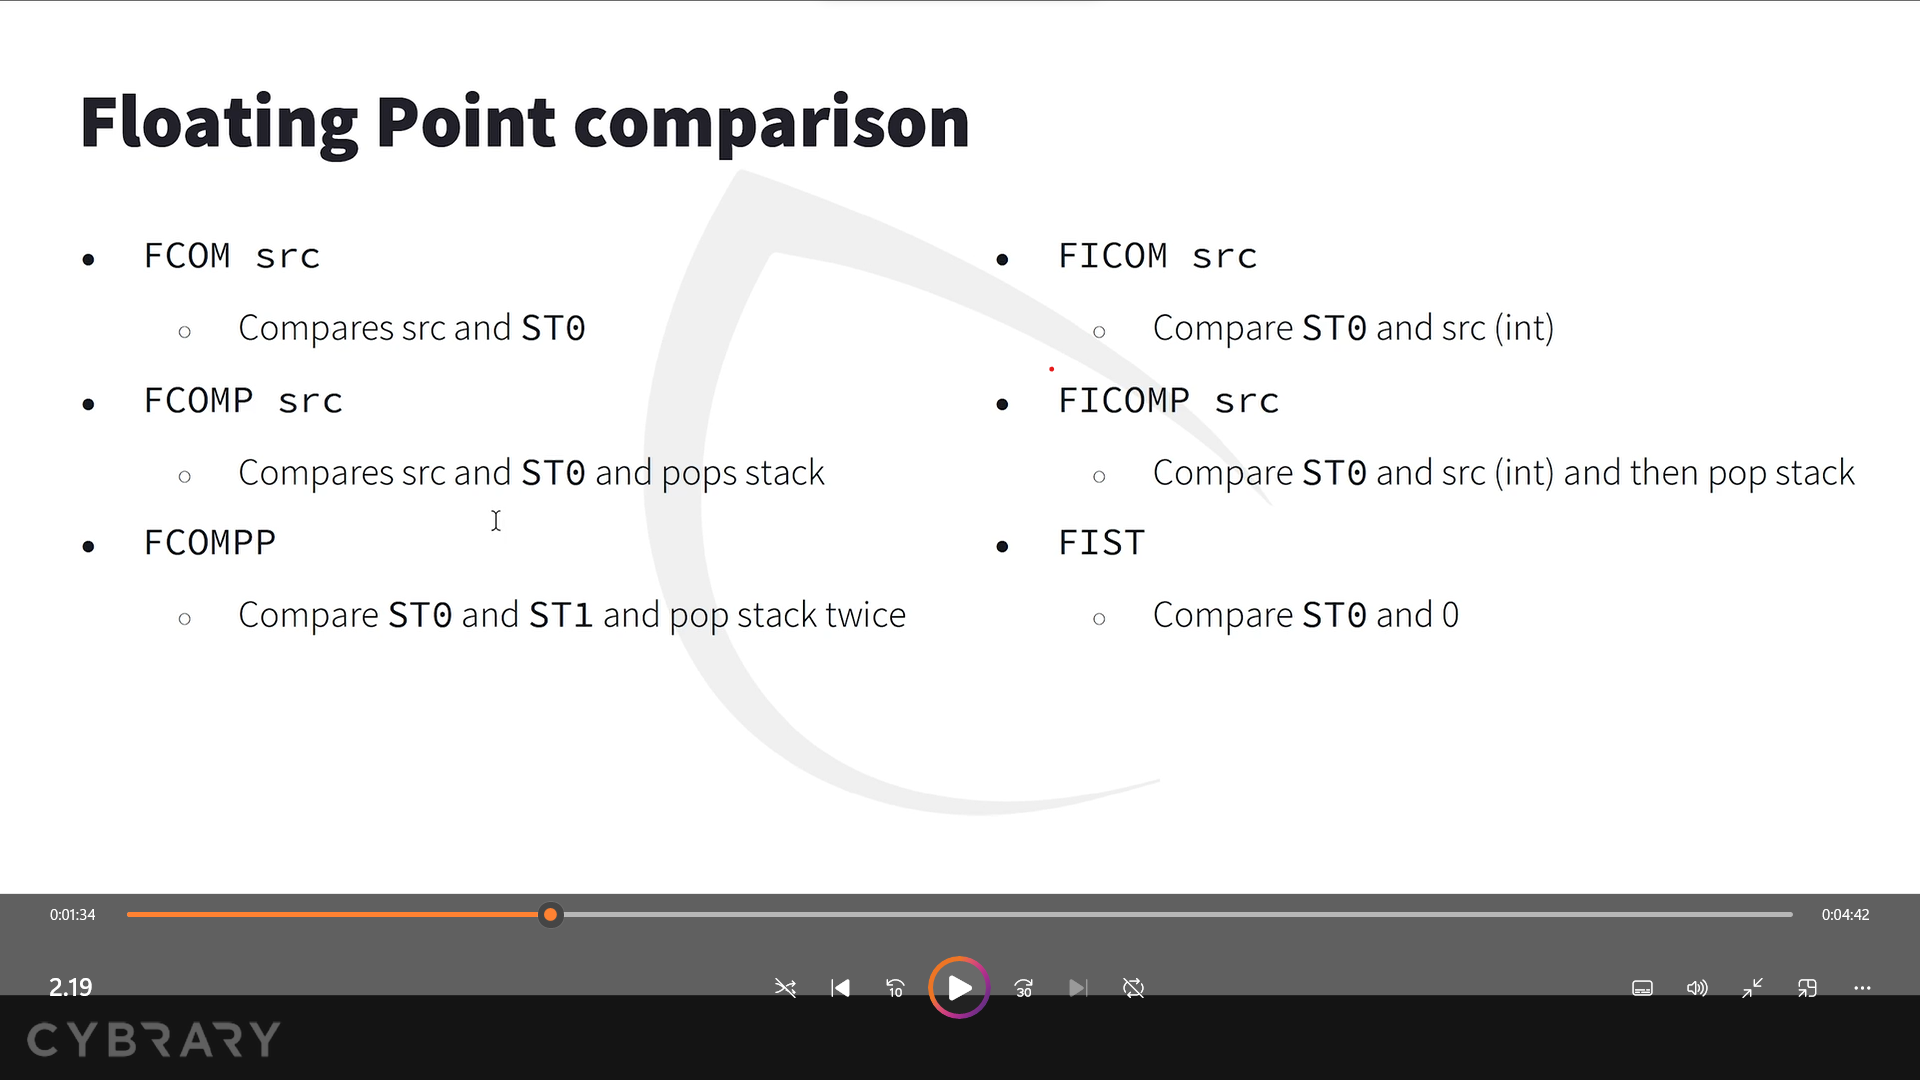 Floating Point comparison
• FCOM src
○ Compares src and ST0
• FCOMP src
○ Compares src and ST0 and pops stack
• FCOMPP
○ Compare ST0 and ST1 and pop stack twice
• FICOM src
○ Compare ST0 and src (int)
• FICOMP src
○ Compare ST0 and src (int) and then pop stack
• FIST
○ Compare ST0 and 0
0:01:34
0:04:42
2.19
10
30
CYBRARY